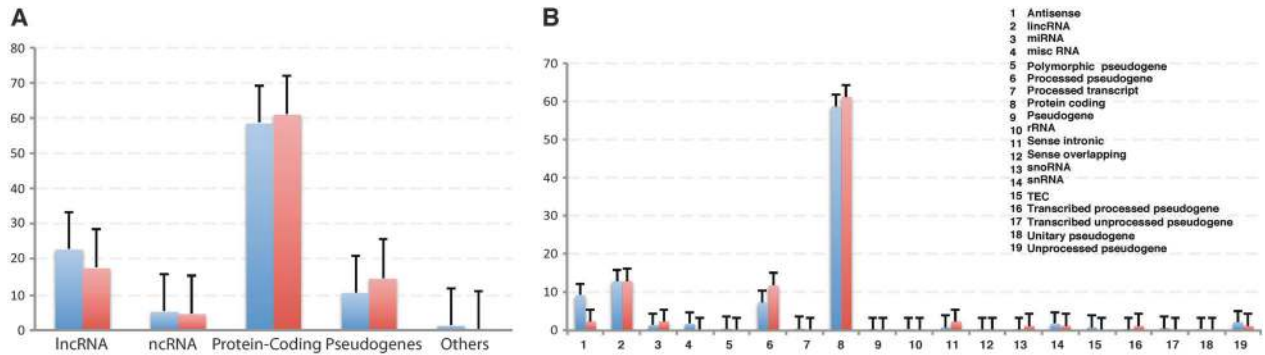 A
80
70
60
50
40
30
20
10
0
lncRNA ncRNA Protein-Coding Pseudogenes Others
B
70
60
50
40
30
20
10
0
1 2 3 4 5 6 7 8 9 10 11 12 13 14 15 16 17 18 19
1 Antisense
2 lincRNA
3 miRNA
4 misc RNA
5 Polymorphic pseudogene
6 Processed pseudogene
7 Processed transcript
8 Protein coding
9 Pseudogene
10 rRNA
11 Sense intronic
12 Sense overlapping
13 snoRNA
14 snRNA
15 TEC
16 Transcribed processed pseudogene
17 Transcribed unprocessed pseudogene
18 Unitary pseudogene
19 Unprocessed pseudogene